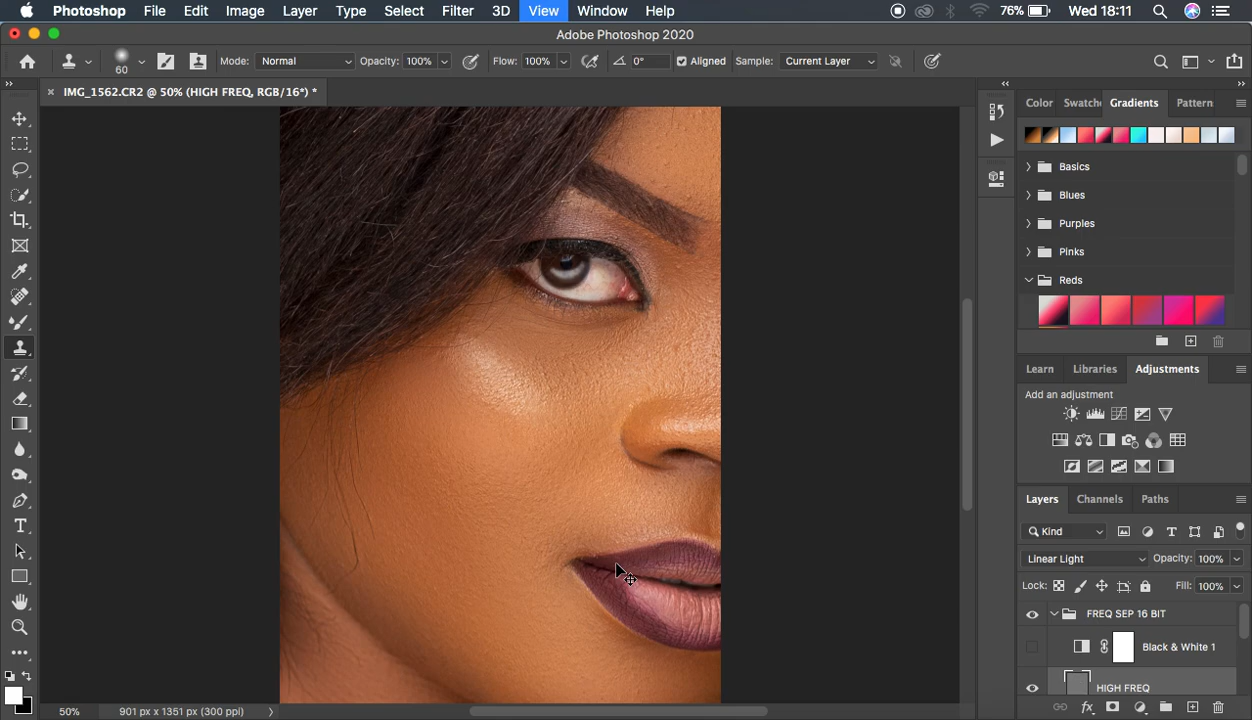 Photoshop File Edit Image Layer Type Select Filter 3D View Window Help 76% Wed 18:11
Adobe Photoshop 2020
60 Mode: Normal Opacity: 100% Flow: 100% 0° Aligned Sample: Current Layer
IMG_1562.CR2 @ 50% (HIGH FREQ, RGB/16*) *
Color Swatche Gradients Pattern
Basics
Blues
Purples
Pinks
Reds
Learn Libraries Adjustments
Add an adjustment
Layers Channels Paths
Kind
Linear Light Opacity: 100%
Lock: Fill: 100%
FREQ SEP 16 BIT
Black & White 1
HIGH FREQ
50% 901 px x 1351 px (300 ppi)